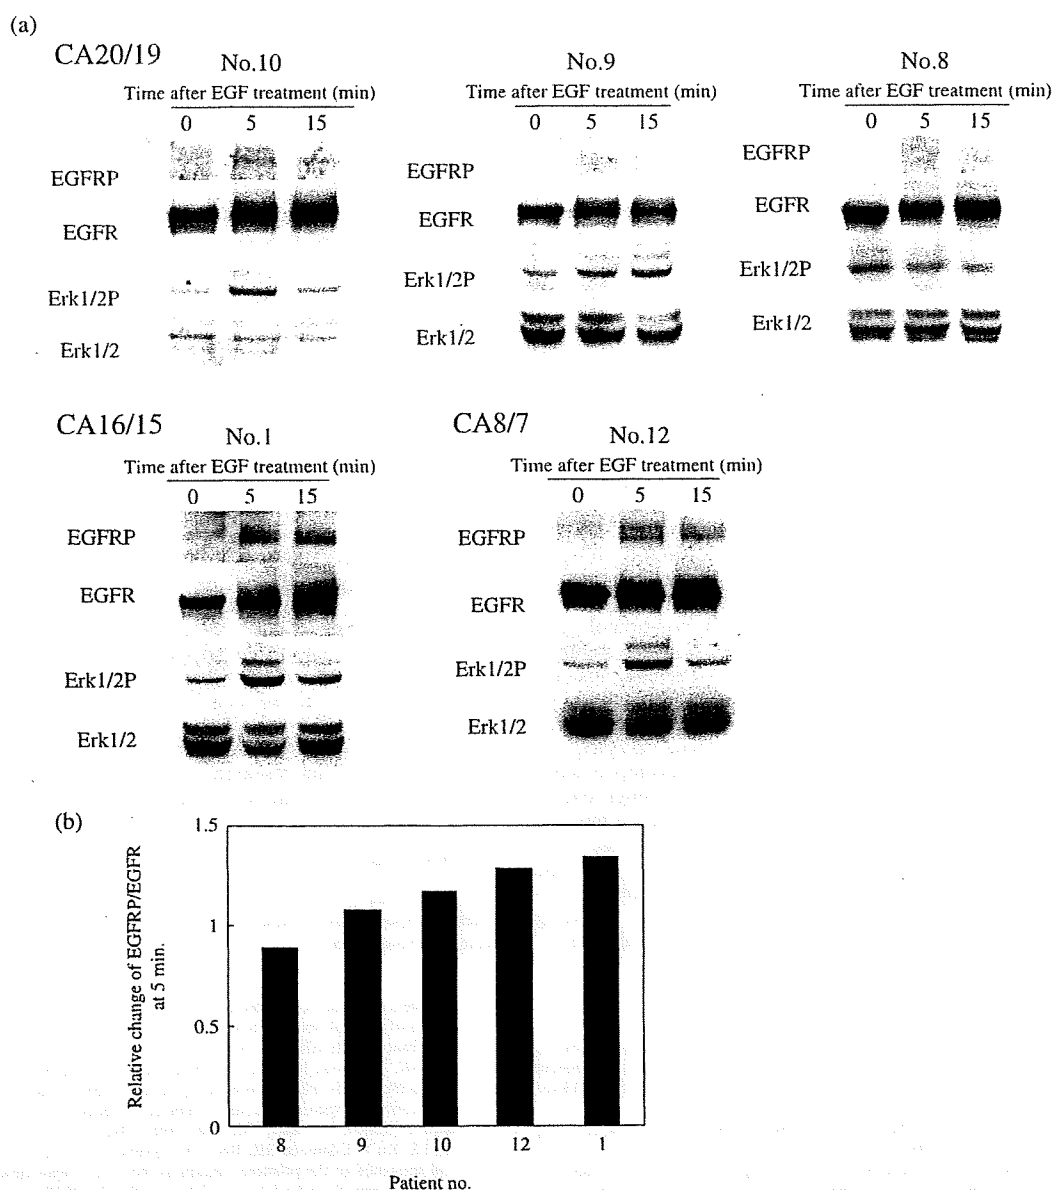 (a)
CA20/19
No.10
Time after EGF treatment (min)
0 5 15
EGFRP
EGFR
Erk1/2P
Erk1/2
No.9
Time after EGF treatment (min)
0 5 15
EGFRP
EGFR
Erk1/2P
Erk1/2
No.8
Time after EGF treatment (min)
0 5 15
EGFRP
EGFR
Erk1/2P
Erk1/2
CA16/15
No.1
Time after EGF treatment (min)
0 5 15
EGFRP
EGFR
Erk1/2P
Erk1/2
CA8/7
No.12
Time after EGF treatment (min)
0 5 15
EGFRP
EGFR
Erk1/2P
Erk1/2
(b)
Relative change of EGFRP/EGFR
at 5 min.
1.5
1
0.5
0
8 9 10 12 1
Patient no.